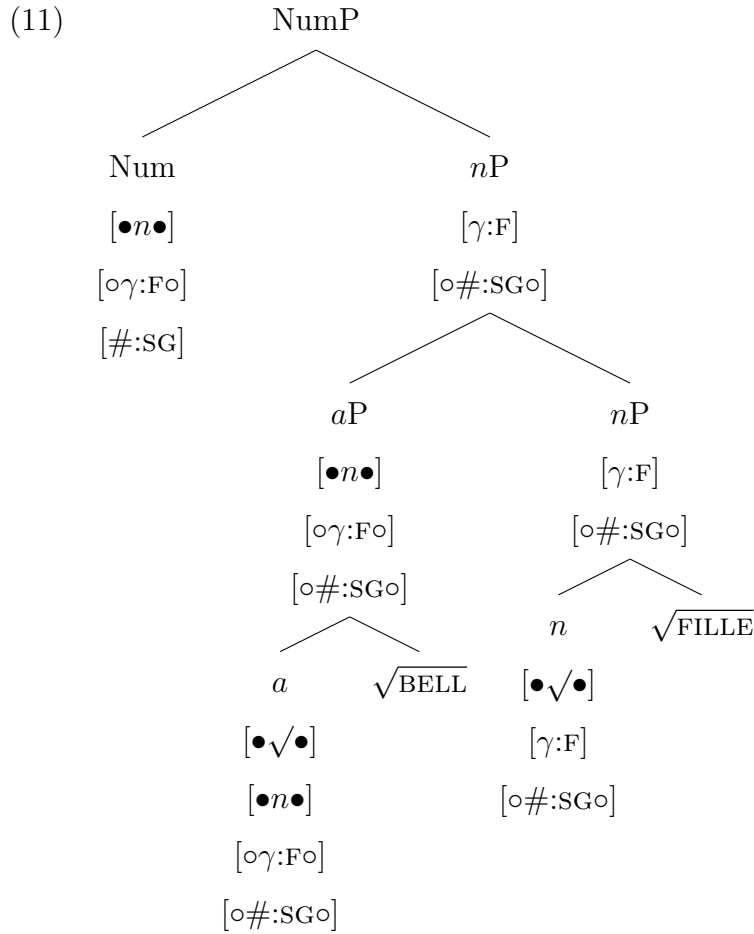 (11) NumP
Num nP
[●n●] [γ:F]
[○γ:F○] [○#:SG○]
[#:SG]
aP nP
[●n●] [γ:F]
[○γ:F○] [○#:SG○]
[○#:SG○]
a √BELL n √FILLE
[●√●] [●√●]
[●n●] [γ:F]
[○γ:F○] [○#:SG○]
[○#:SG○]